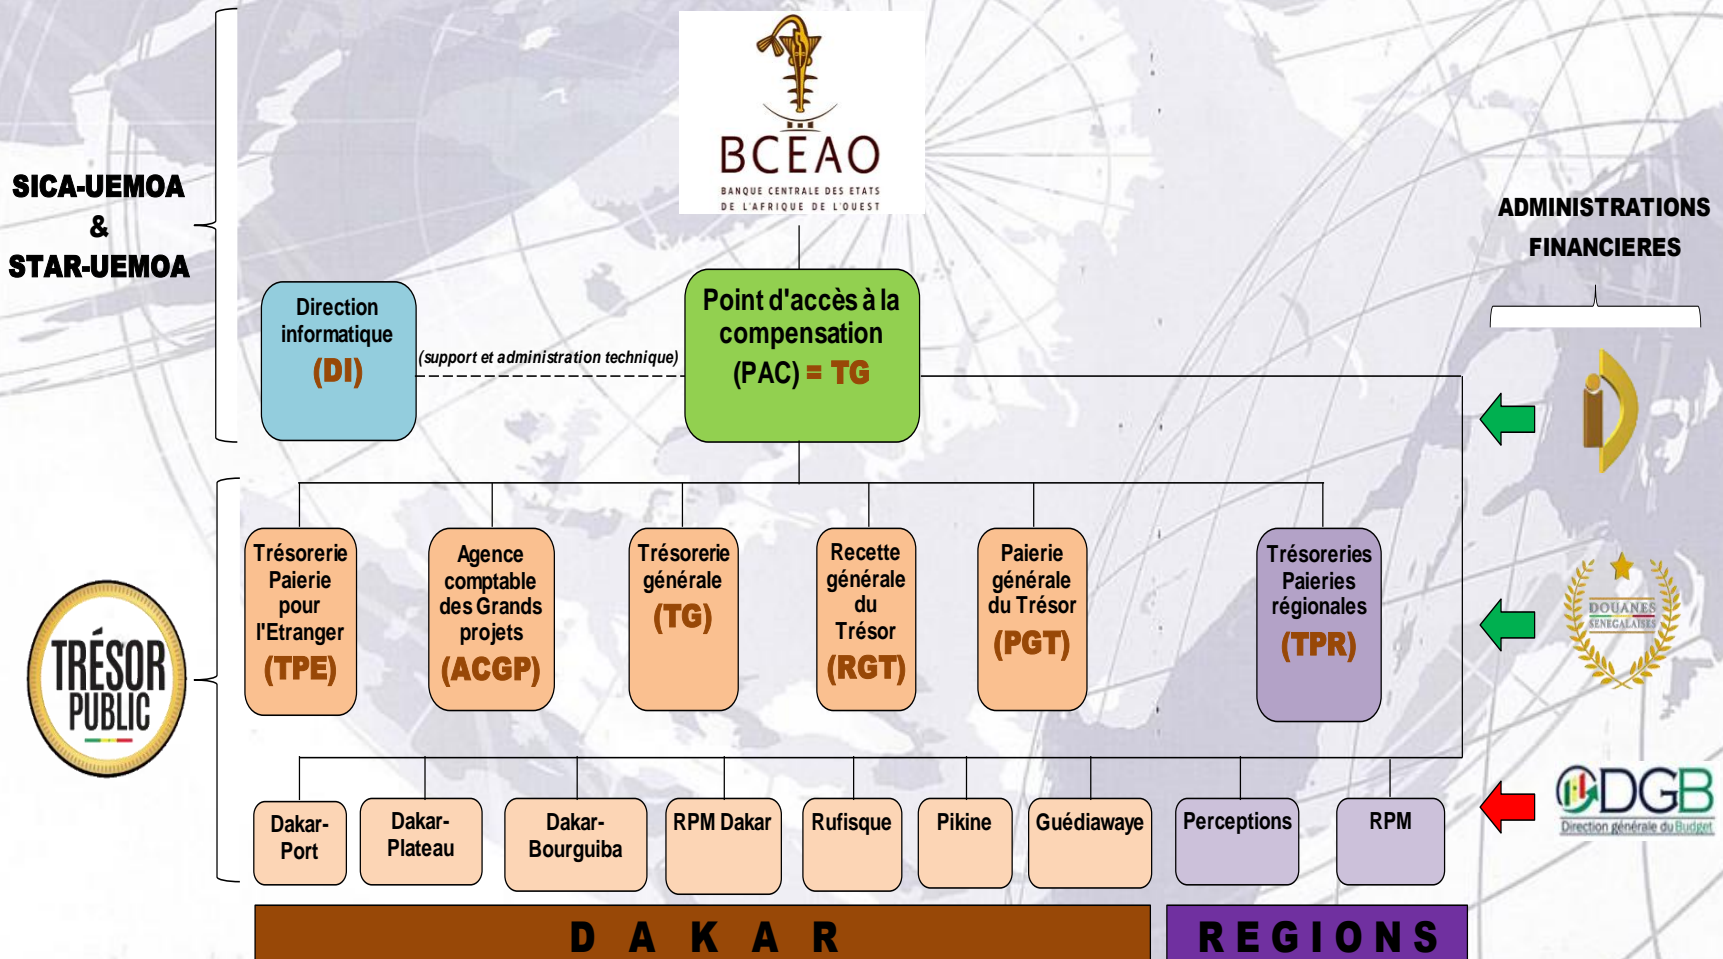 BCEAO
BANQUE CENTRALE DES ETATS
DE L'AFRIQUE DE L'OUEST
SICA-UEMOA
&
STAR-UEMOA
ADMINISTRATIONS
FINANCIERES
Direction
informatique
(DI)
(support et administration technique)
Point d'accès à la
compensation
(PAC) = TG
TRÉSOR
PUBLIC
Trésorerie
Paierie
pour
l'Etranger
(TPE)
Agence
comptable
des Grands
projets
(ACGP)
Trésorerie
générale
(TG)
Recette
générale
du
Trésor
(RGT)
Paierie
générale
du Trésor
(PGT)
Trésoreries
Paieries
régionales
(TPR)
DOUANES
SENEGALAISES
Dakar-
Port
Dakar-
Plateau
Dakar-
Bourguiba
RPM Dakar
Rufisque
Pikine
Guédiawaye
Perceptions
RPM
DGB
Direction générale du Budget
D A K A R
R E G I O N S